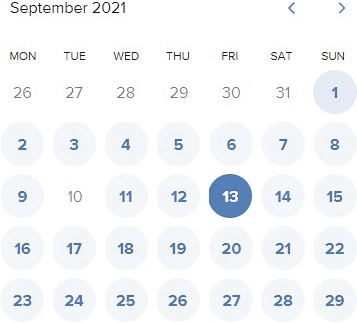 September 2021
MON TUE WED THU FRI SAT SUN
26 27 28 29 30 31 1
2 3 4 5 6 7 8
9 10 11 12 13 14 15
16 17 18 19 20 21 22
23 24 25 26 27 28 29